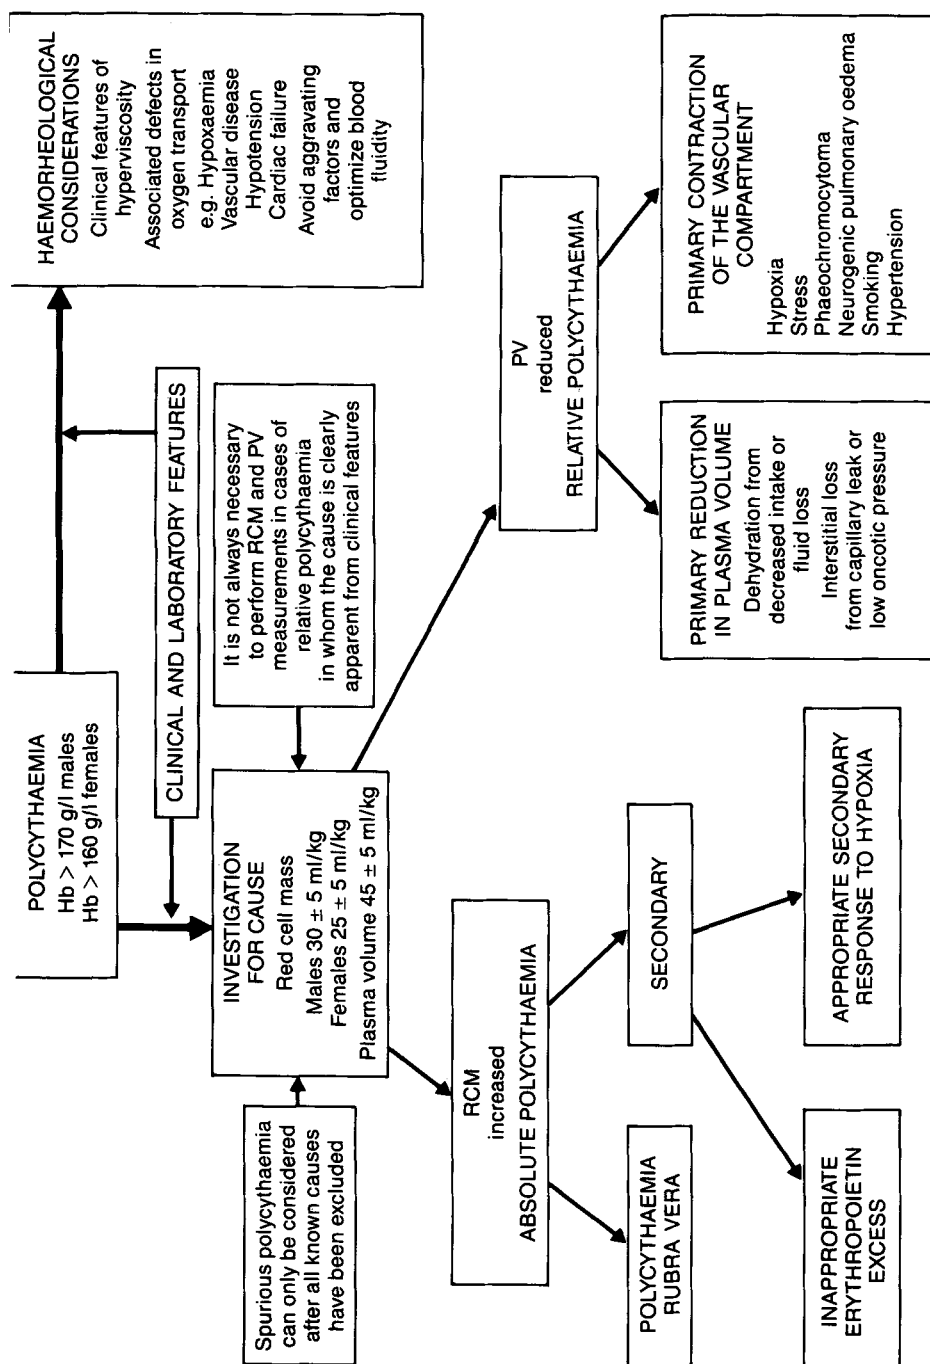 POLYCYTHAEMIA
Hb > 170 g/l males
Hb > 160 g/l females
HAEMORHEOLOGICAL
CONSIDERATIONS
Clinical features of
hyperviscosity
Associated defects in
oxygen transport
e.g. Hypoxaemia
Vascular disease
Hypotension
Cardiac failure
Avoid aggravating
factors and
optimize blood
fluidity
CLINICAL AND LABORATORY FEATURES
Spurious polycythaemia
can only be considered
after all known causes
have been excluded
INVESTIGATION
FOR CAUSE
Red cell mass
Males 30 ± 5 ml/kg
Females 25 ± 5 ml/kg
Plasma volume 45 ± 5 ml/kg
It is not always necessary
to perform RCM and PV
measurements in cases of
relative polycythaemia
in whom the cause is clearly
apparent from clinical features
RCM
increased
ABSOLUTE POLYCYTHAEMIA
PV
reduced
RELATIVE POLYCYTHAEMIA
POLYCYTHAEMIA
RUBRA VERA
SECONDARY
PRIMARY REDUCTION
IN PLASMA VOLUME
Dehydration from
decreased intake or
fluid loss
Interstitial loss
from capillary leak or
low oncotic pressure
PRIMARY CONTRACTION
OF THE VASCULAR
COMPARTMENT
Hypoxia
Stress
Phaeochromocytoma
Neurogenic pulmonary oedema
Smoking
Hypertension
INAPPROPRIATE
ERYTHROPOIETIN
EXCESS
APPROPRIATE SECONDARY
RESPONSE TO HYPOXIA